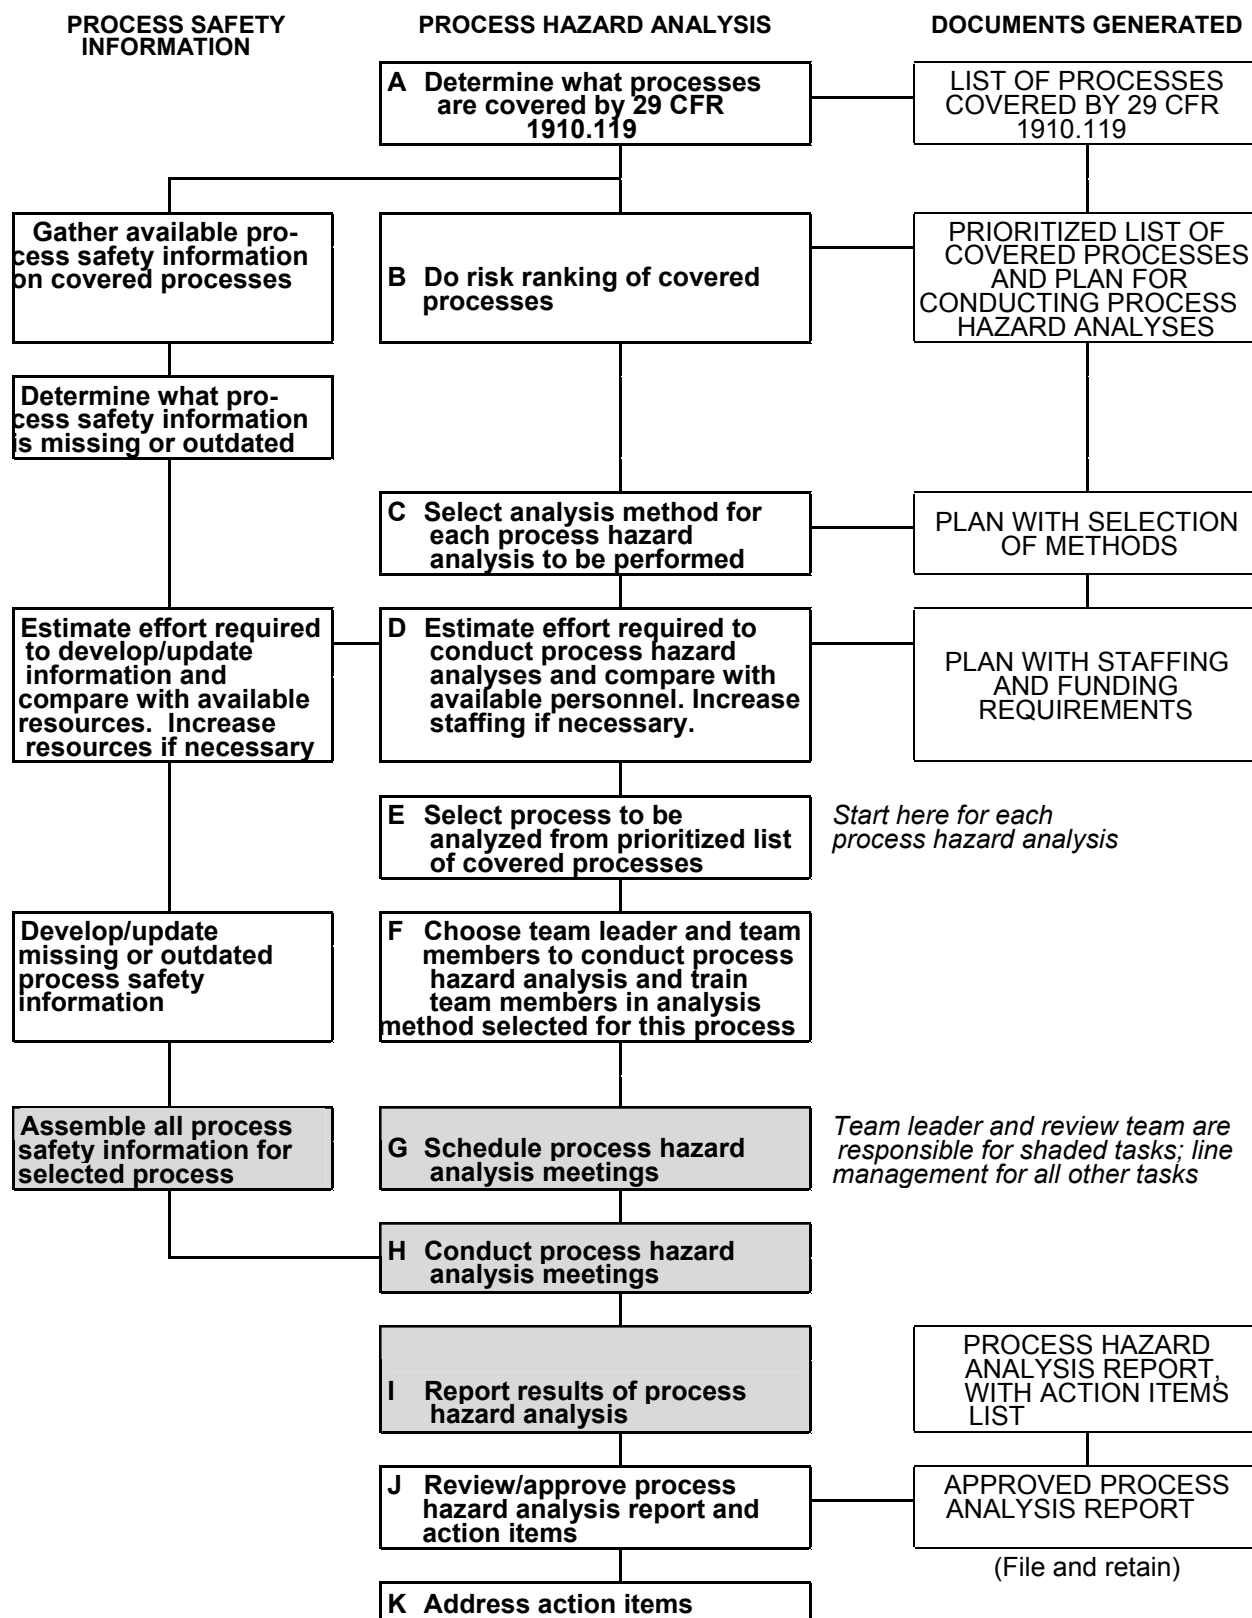 PROCESS SAFETY
INFORMATION
PROCESS HAZARD ANALYSIS
DOCUMENTS GENERATED
A Determine what processes
are covered by 29 CFR
1910.119
LIST OF PROCESSES
COVERED BY 29 CFR
1910.119
Gather available pro-
cess safety information
on covered processes
B Do risk ranking of covered
processes
PRIORITIZED LIST OF
COVERED PROCESSES
AND PLAN FOR
CONDUCTING PROCESS
HAZARD ANALYSES
Determine what pro-
cess safety information
is missing or outdated
C Select analysis method for
each process hazard
analysis to be performed
PLAN WITH SELECTION
OF METHODS
Estimate effort required
to develop/update
information and
compare with available
resources. Increase
resources if necessary
D Estimate effort required to
conduct process hazard
analyses and compare with
available personnel. Increase
staffing if necessary.
PLAN WITH STAFFING
AND FUNDING
REQUIREMENTS
E Select process to be
analyzed from prioritized list
of covered processes
Start here for each
process hazard analysis
Develop/update
missing or outdated
process safety
information
F Choose team leader and team
members to conduct process
hazard analysis and train
team members in analysis
method selected for this process
Assemble all process
safety information for
selected process
G Schedule process hazard
analysis meetings
Team leader and review team are
responsible for shaded tasks; line
management for all other tasks
H Conduct process hazard
analysis meetings
I Report results of process
hazard analysis
PROCESS HAZARD
ANALYSIS REPORT,
WITH ACTION ITEMS
LIST
J Review/approve process
hazard analysis report and
action items
APPROVED PROCESS
ANALYSIS REPORT
(File and retain)
K Address action items